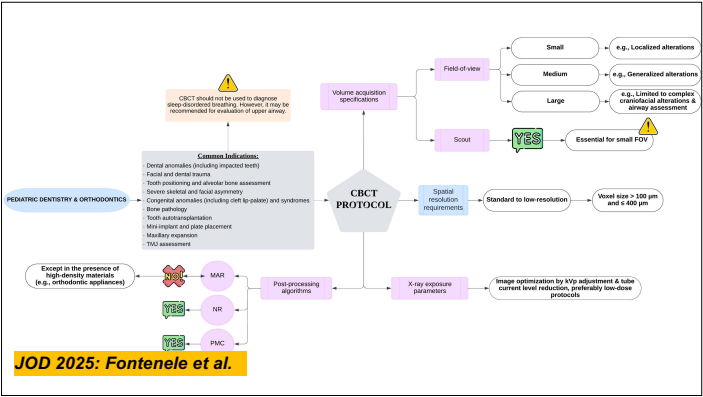 CBCT should not be used to diagnose
sleep-disordered breathing. However, it may be
recommended for evaluation of upper airway.
Common Indications:
- Dental anomalies (including impacted teeth)
- Facial and dental trauma
- Tooth positioning and alveolar bone assessment
- Severe skeletal and facial asymmetry
- Congenital anomalies (including cleft lip-palate) and syndromes
- Bone pathology
- Tooth autotransplantation
- Mini-implant and plate placement
- Maxillary expansion
- TMJ assessment
PEDIATRIC DENTISTRY & ORTHODONTICS
CBCT
PROTOCOL
Volume acquisition
specifications
Field-of-view
Small
e.g., Localized alterations
Medium
e.g., Generalized alterations
Large
e.g., Limited to complex
craniofacial alterations &
airway assessment
Scout
YES
Essential for small FOV
Spatial
resolution
requirements
Standard to low-resolution
Voxel size > 100 µm
and ≤ 400 µm
X-ray exposure
parameters
Image optimization by kVp adjustment & tube
current level reduction, preferably low-dose
protocols
Post-processing
algorithms
MAR
NO!
Except in the presence of
high-density materials
(e.g., orthodontic appliances)
NR
YES
PMC
YES
JOD 2025: Fontenele et al.